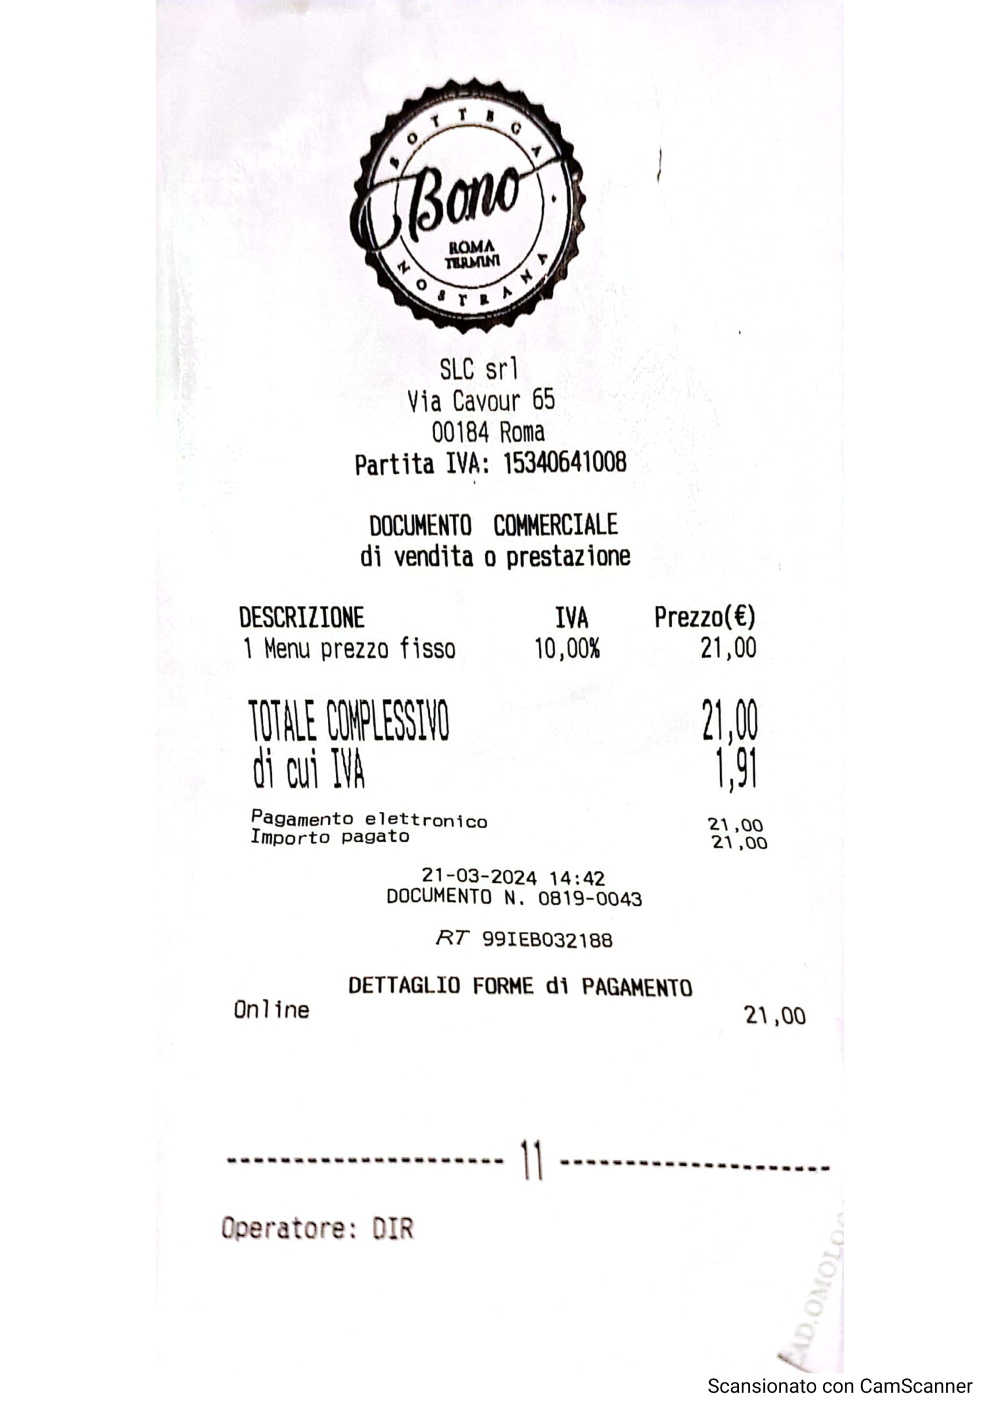 BOTTEGA
Bono
ROMA
TERMINI
NOSTRANA
SLC srl
Via Cavour 65
00184 Roma
Partita IVA: 15340641008
DOCUMENTO COMMERCIALE
di vendita o prestazione
DESCRIZIONE IVA Prezzo(€)
1 Menu prezzo fisso 10,00% 21,00
TOTALE COMPLESSIVO 21,00
di cui IVA 1,91
Pagamento elettronico 21,00
Importo pagato 21,00
21-03-2024 14:42
DOCUMENTO N. 0819-0043
RT 99IEB032188
DETTAGLIO FORME di PAGAMENTO
Online 21,00
11
Operatore: DIR
Scansionato con CamScanner